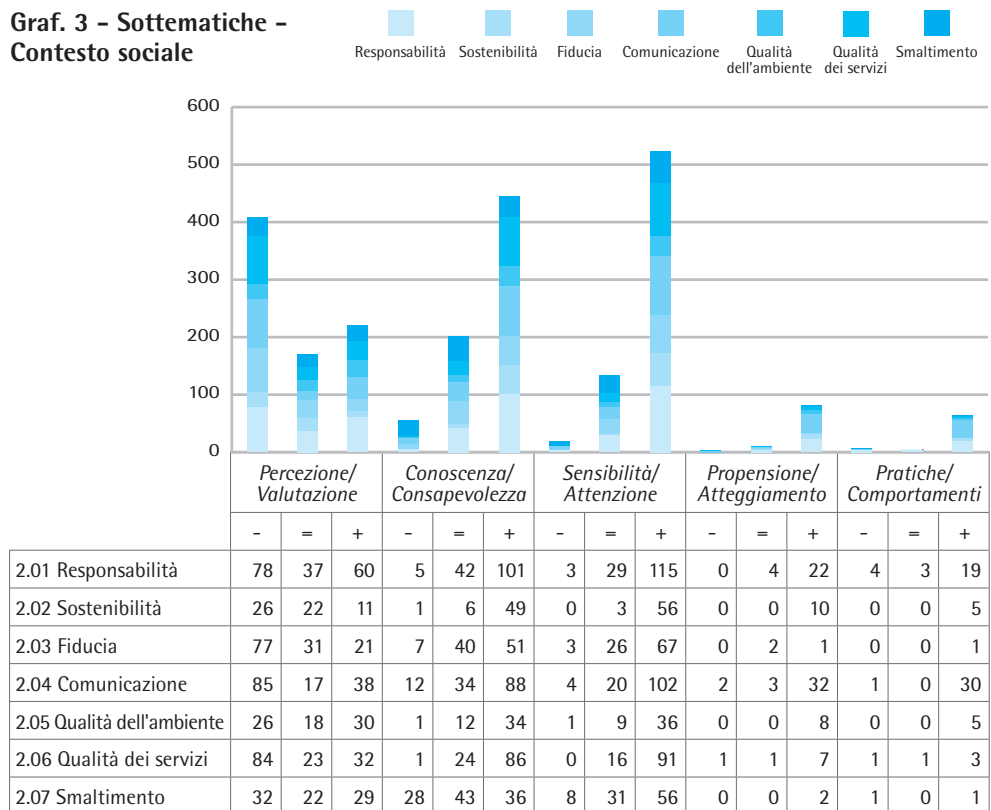 Graf. 3 - Sottematiche -
Contesto sociale
Responsabilità Sostenibilità Fiducia Comunicazione Qualità dell'ambiente Qualità dei servizi Smaltimento
600
500
400
300
200
100
0
Percezione/ Valutazione Conoscenza/ Consapevolezza Sensibilità/ Attenzione Propensione/ Atteggiamento Pratiche/ Comportamenti
- = + - = + - = + - = + - = +
2.01 Responsabilità 78 37 60 5 42 101 3 29 115 0 4 22 4 3 19
2.02 Sostenibilità 26 22 11 1 6 49 0 3 56 0 0 10 0 0 5
2.03 Fiducia 77 31 21 7 40 51 3 26 67 0 2 1 0 0 1
2.04 Comunicazione 85 17 38 12 34 88 4 20 102 2 3 32 1 0 30
2.05 Qualità dell'ambiente 26 18 30 1 12 34 1 9 36 0 0 8 0 0 5
2.06 Qualità dei servizi 84 23 32 1 24 86 0 16 91 1 1 7 1 1 3
2.07 Smaltimento 32 22 29 28 43 36 8 31 56 0 0 2 1 0 1